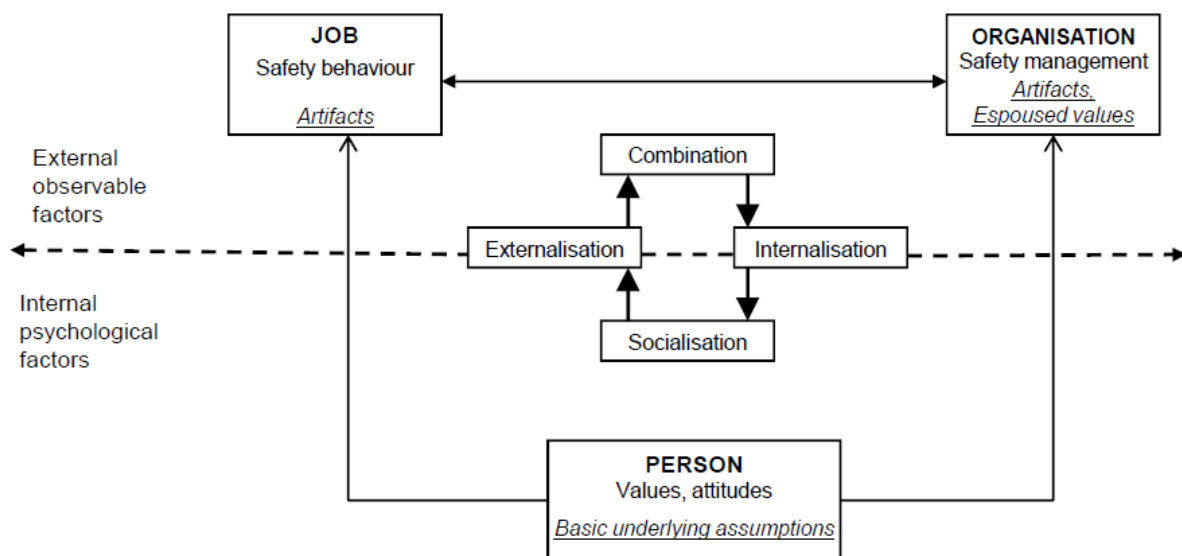 JOB
Safety behaviour
Artifacts
ORGANISATION
Safety management
Artifacts,
Espoused values
External
observable
factors
Combination
Externalisation
Internalisation
Internal
psychological
factors
Socialisation
PERSON
Values, attitudes
Basic underlying assumptions